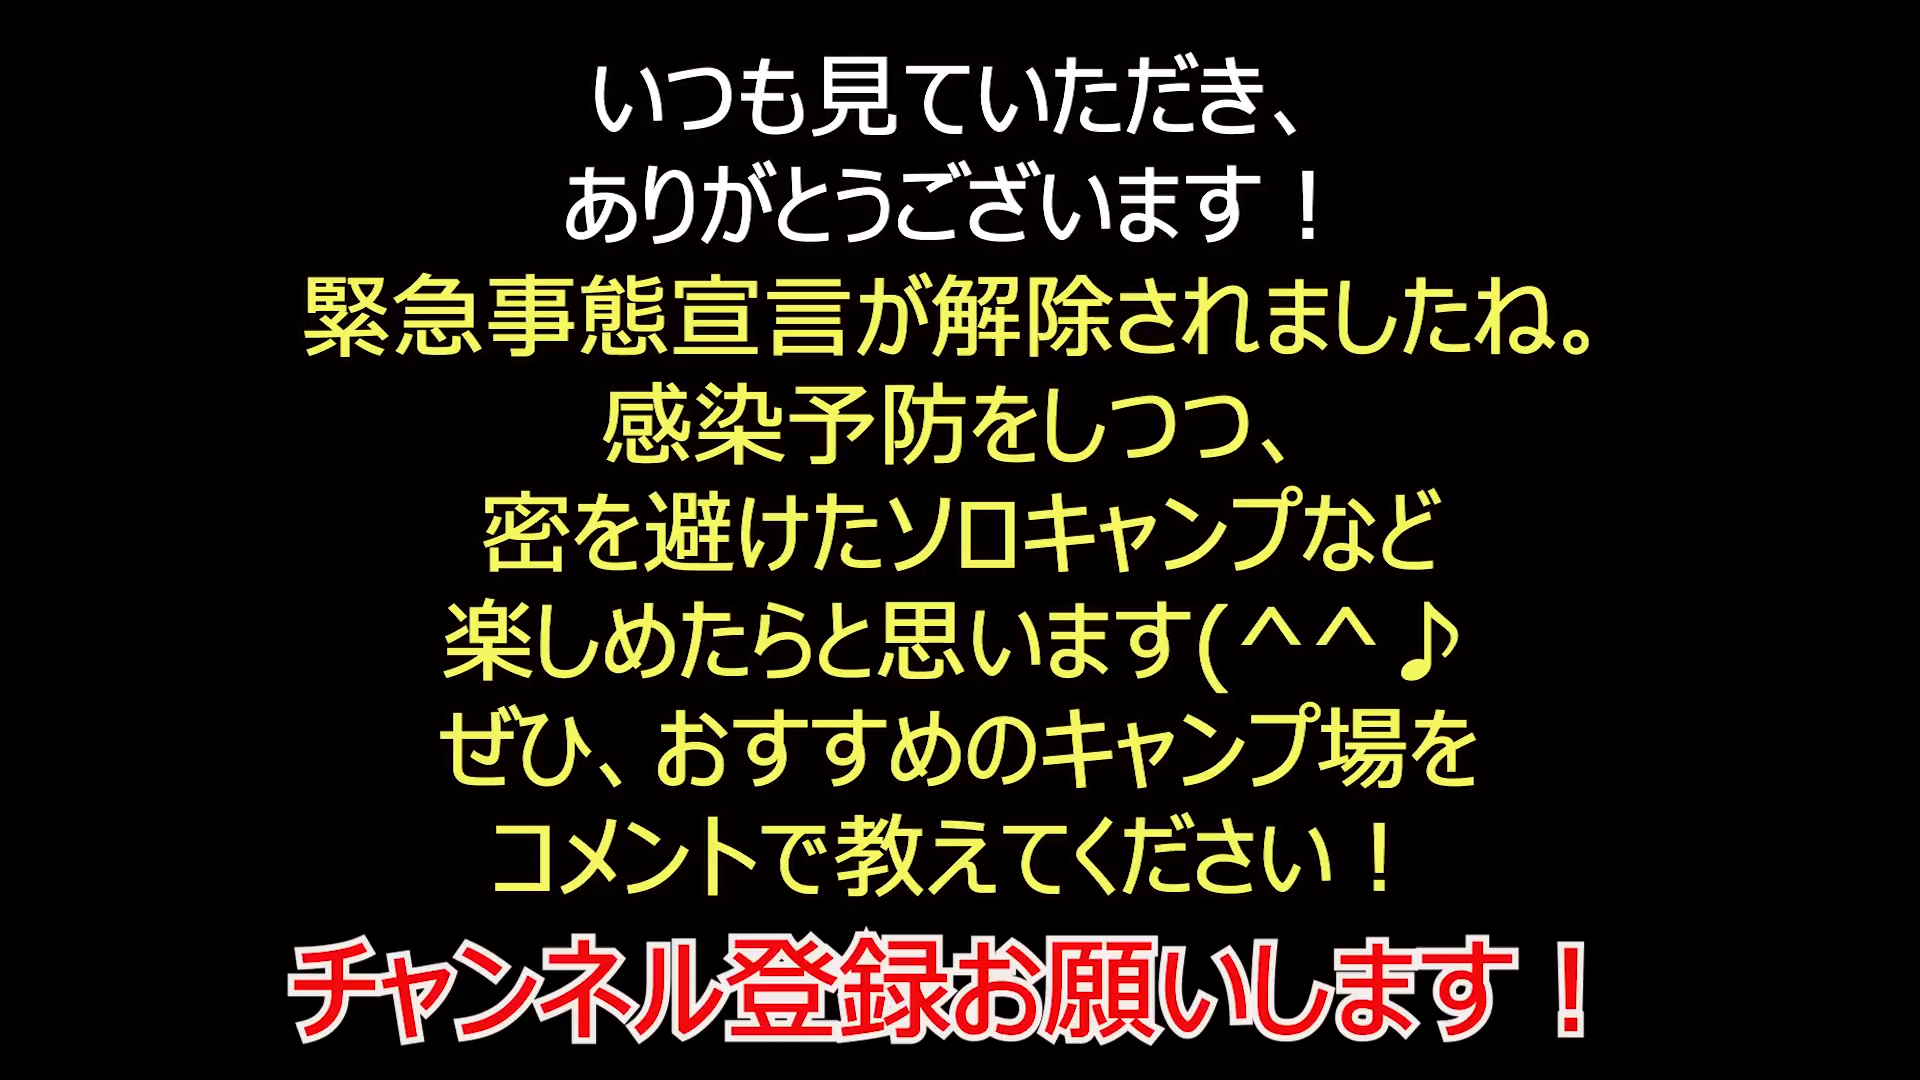 いつも見ていただき、
ありがとうございます！
緊急事態宣言が解除されましたね。
感染予防をしつつ、
密を避けたソロキャンプなど
楽しめたらと思います(^^♪
ぜひ、おすすめのキャンプ場を
コメントで教えてください！
チャンネル登録お願いします！